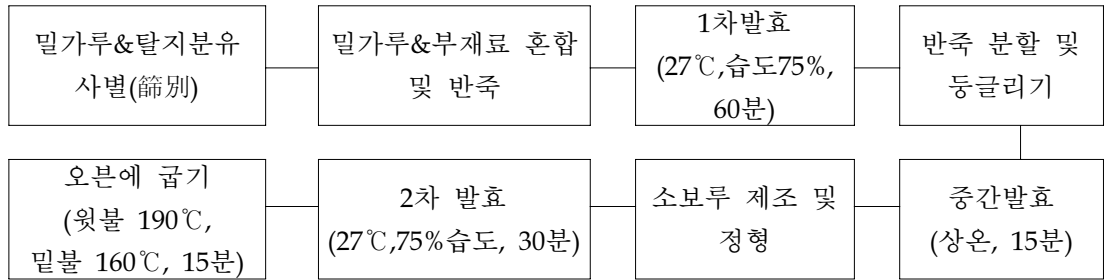 밀가루&탈지분유
사별(篩別)
밀가루&부재료 혼합
및 반죽
1차발효
(27℃,습도75%,
60분)
반죽 분할 및
둥글리기
중간발효
(상온, 15분)
소보루 제조 및
정형
2차 발효
(27℃,75%습도, 30분)
오븐에 굽기
(윗불 190℃,
밑불 160℃, 15분)